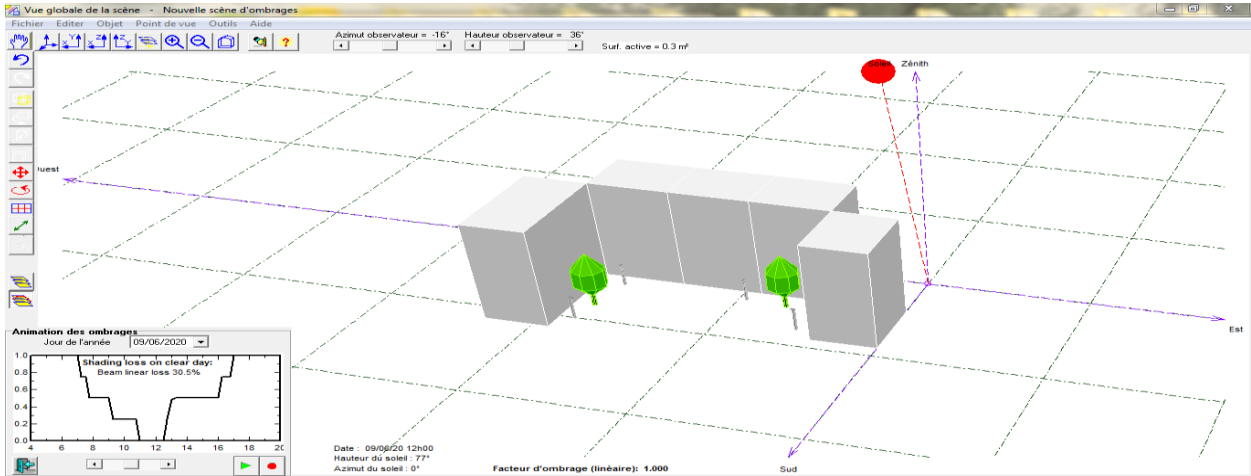 Vue globale de la scène - Nouvelle scène d'ombrages
Fichier Editer Objet Point de vue Outils Aide
Azimut observateur = -16° Hauteur observateur = 36° Surf. active = 0.3 m²
Soleil Zénith
uest
Est
Sud
Animation des ombrages
Jour de l'année 09/06/2020
Shading loss on clear day:
Beam linear loss 30.5%
1.0
0.8
0.6
0.4
0.2
0.0
4 6 8 10 12 14 16 18 20
Date : 09/06/20 12h00
Hauteur du soleil : 77°
Azimut du soleil : 0° Facteur d'ombrage (linéaire): 1.000